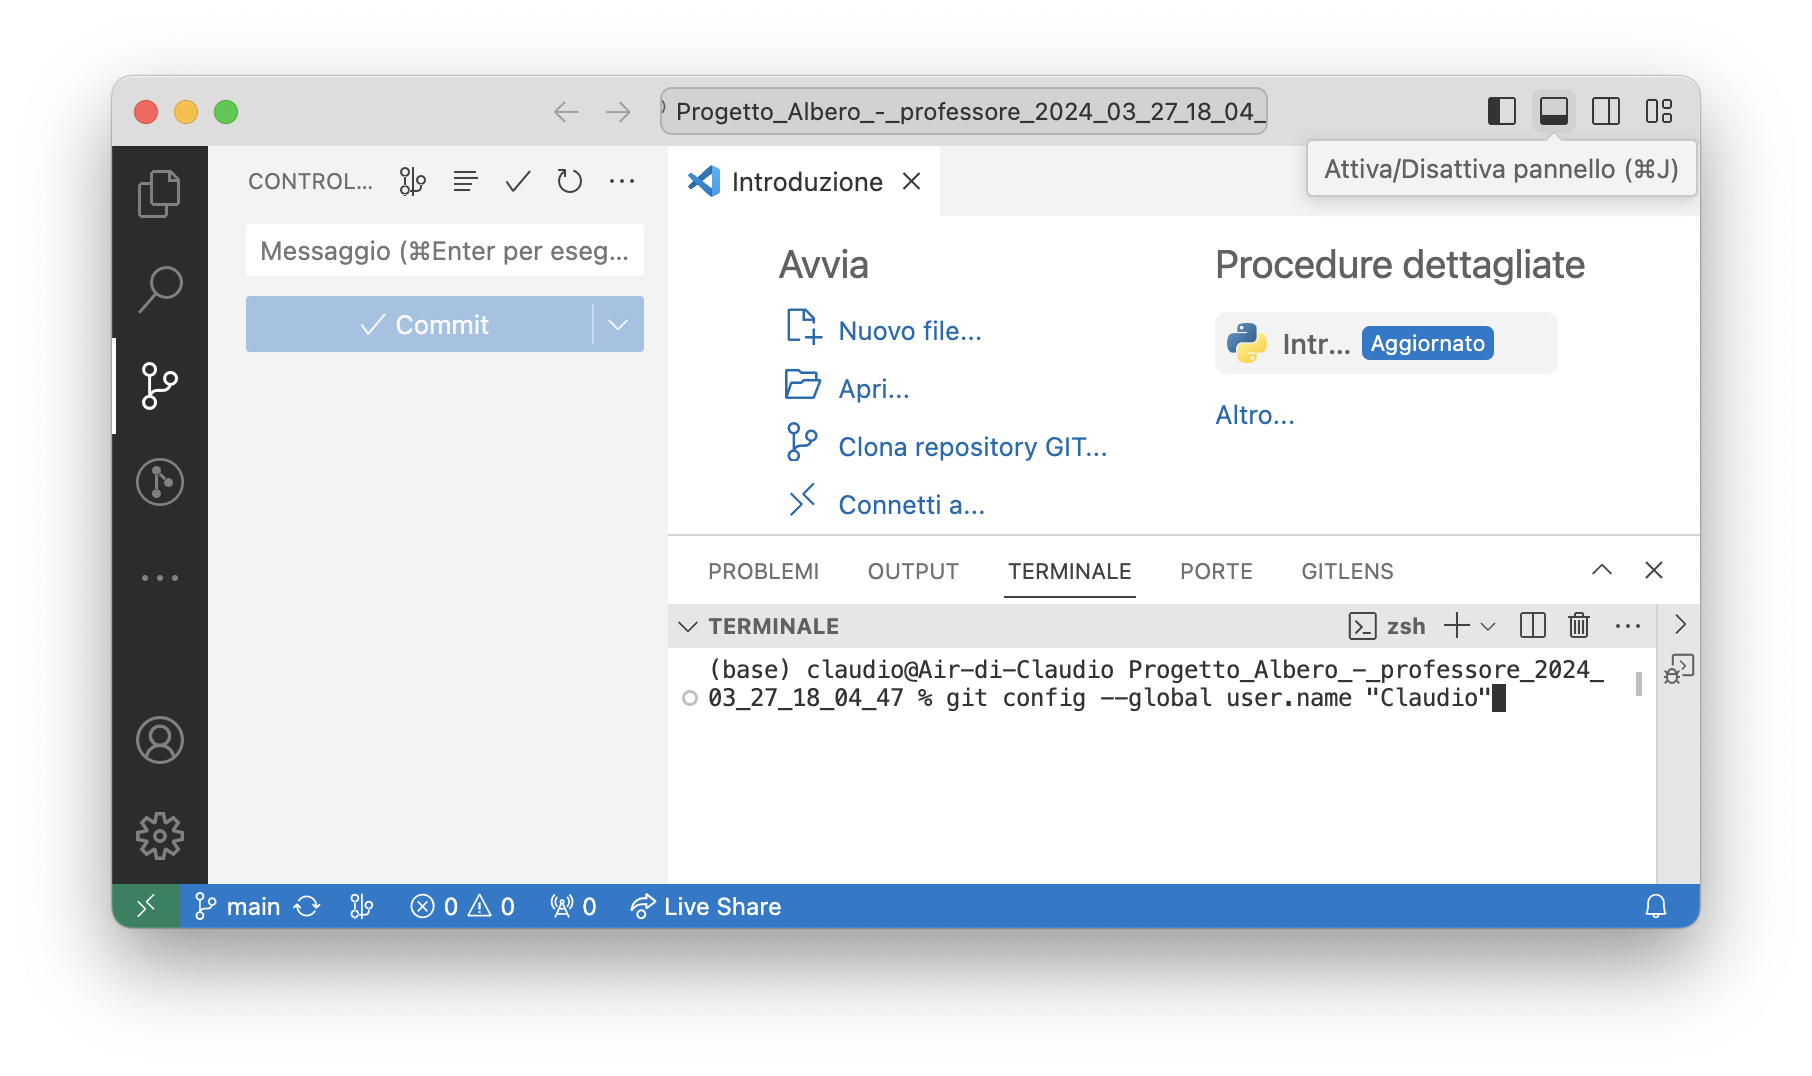 Progetto_Albero_-_professore_2024_03_27_18_04_
Attiva/Disattiva pannello (⌘J)
CONTROL...
Messaggio (⌘Enter per eseg...
Commit
Introduzione
Avvia
Nuovo file...
Apri...
Clona repository GIT...
Connetti a...
Procedure dettagliate
Intr... Aggiornato
Altro...
PROBLEMI OUTPUT TERMINALE PORTE GITLENS
TERMINALE zsh
(base) claudio@Air-di-Claudio Progetto_Albero_-_professore_2024_
03_27_18_04_47 % git config --global user.name "Claudio"
main 0 0 0 Live Share